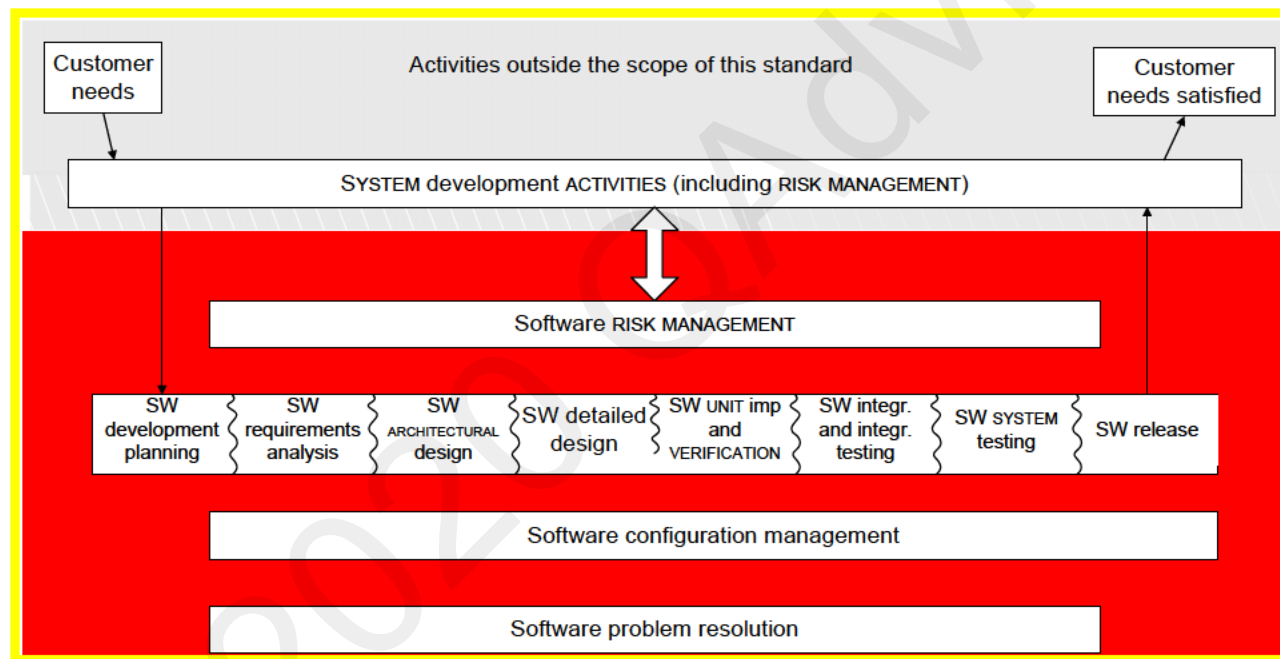 Customer
needs
Activities outside the scope of this standard
Customer
needs satisfied
SYSTEM development ACTIVITIES (including RISK MANAGEMENT)
Software RISK MANAGEMENT
SW
development
planning
SW
requirements
analysis
SW
ARCHITECTURAL
design
SW detailed
design
SW UNIT imp
and
VERIFICATION
SW integr.
and integr.
testing
SW SYSTEM
testing
SW release
Software configuration management
Software problem resolution
2020 QAdvi